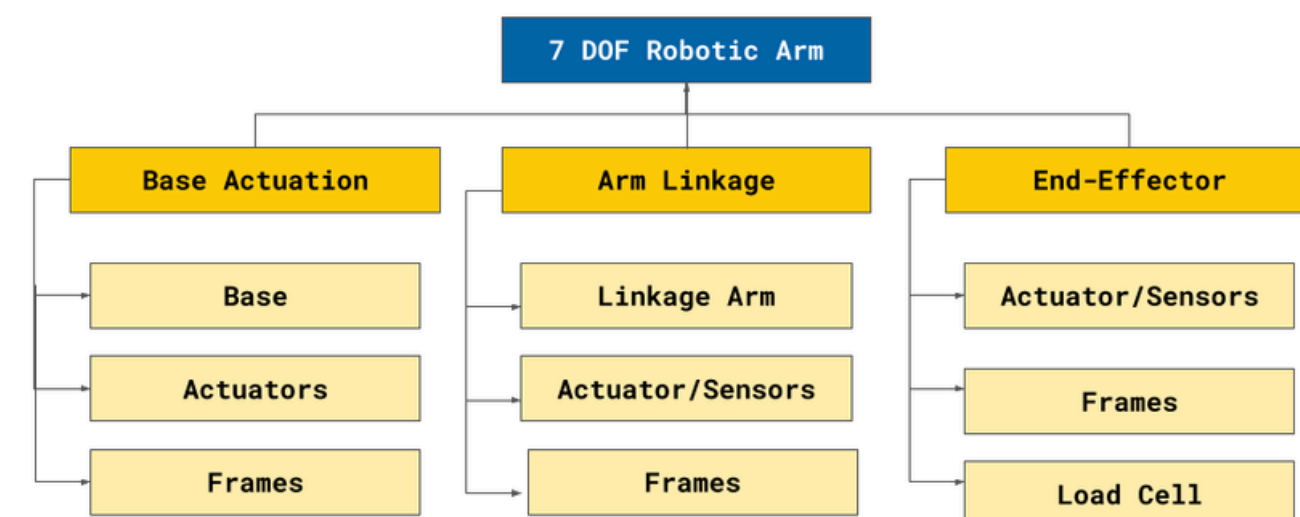 7 DOF Robotic Arm
Base Actuation
Arm Linkage
End-Effector
Base
Linkage Arm
Actuator/Sensors
Actuators
Actuator/Sensors
Frames
Frames
Frames
Load Cell